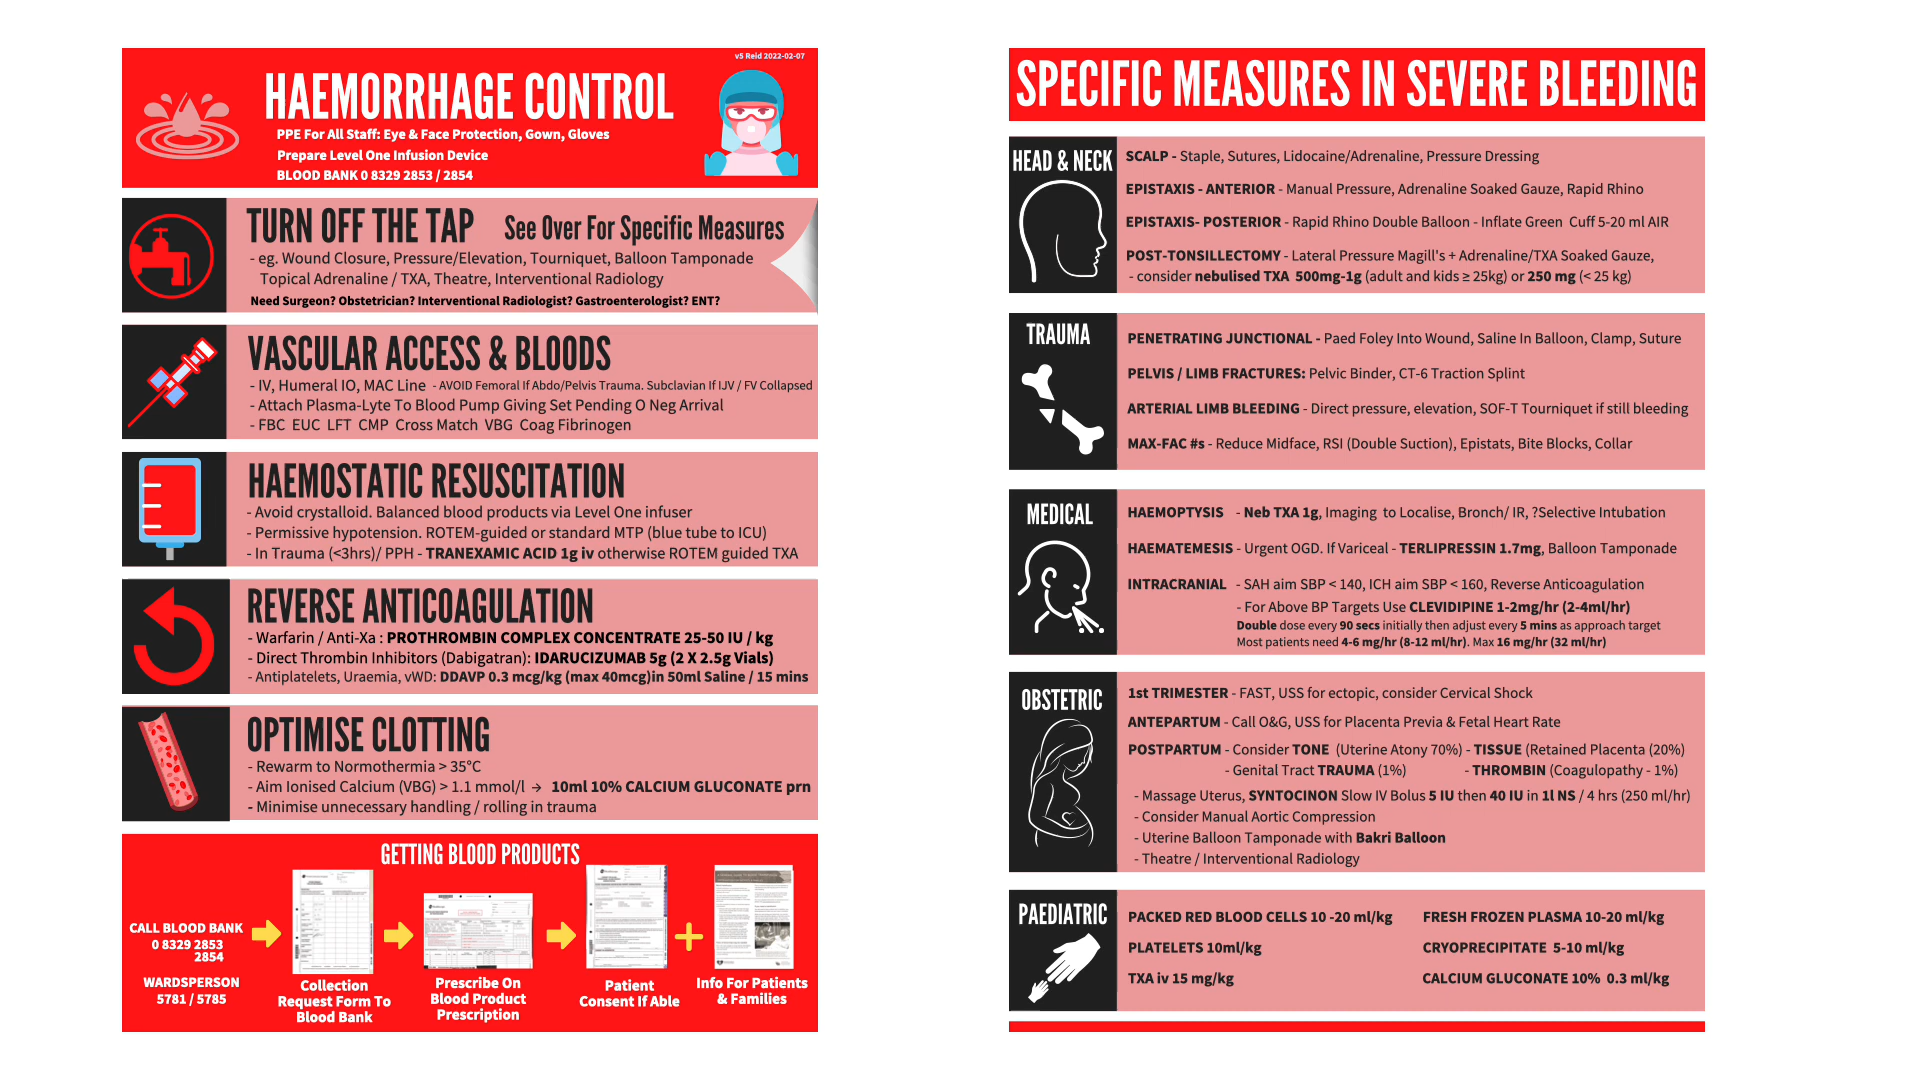 v5 Reid 2022-02-07
HAEMORRHAGE CONTROL
PPE For All Staff: Eye & Face Protection, Gown, Gloves
Prepare Level One Infusion Device
BLOOD BANK 0 8329 2853 / 2854
TURN OFF THE TAP See Over For Specific Measures
- eg. Wound Closure, Pressure/Elevation, Tourniquet, Balloon Tamponade
Topical Adrenaline / TXA, Theatre, Interventional Radiology
Need Surgeon? Obstetrician? Interventional Radiologist? Gastroenterologist? ENT?
VASCULAR ACCESS & BLOODS
- IV, Humeral IO, MAC Line - AVOID Femoral If Abdo/Pelvis Trauma. Subclavian If IJV / FV Collapsed
- Attach Plasma-Lyte To Blood Pump Giving Set Pending O Neg Arrival
- FBC EUC LFT CMP Cross Match VBG Coag Fibrinogen
HAEMOSTATIC RESUSCITATION
- Avoid crystalloid. Balanced blood products via Level One infuser
- Permissive hypotension. ROTEM-guided or standard MTP (blue tube to ICU)
- In Trauma (<3hrs)/ PPH - TRANEXAMIC ACID 1g iv otherwise ROTEM guided TXA
REVERSE ANTICOAGULATION
- Warfarin / Anti-Xa : PROTHROMBIN COMPLEX CONCENTRATE 25-50 IU / kg
- Direct Thrombin Inhibitors (Dabigatran): IDARUCIZUMAB 5g (2 X 2.5g Vials)
- Antiplatelets, Uraemia, vWD: DDAVP 0.3 mcg/kg (max 40mcg)in 50ml Saline / 15 mins
OPTIMISE CLOTTING
- Rewarm to Normothermia > 35°C
- Aim Ionised Calcium (VBG) > 1.1 mmol/l → 10ml 10% CALCIUM GLUCONATE prn
- Minimise unnecessary handling / rolling in trauma
GETTING BLOOD PRODUCTS
CALL BLOOD BANK
0 8329 2853
2854
WARDSPERSON
5781 / 5785
Collection
Request Form To
Blood Bank
Prescribe On
Blood Product
Prescription
Patient
Consent If Able
Info For Patients
& Families
SPECIFIC MEASURES IN SEVERE BLEEDING
HEAD & NECK
SCALP - Staple, Sutures, Lidocaine/Adrenaline, Pressure Dressing
EPISTAXIS - ANTERIOR - Manual Pressure, Adrenaline Soaked Gauze, Rapid Rhino
EPISTAXIS- POSTERIOR - Rapid Rhino Double Balloon - Inflate Green Cuff 5-20 ml AIR
POST-TONSILLECTOMY - Lateral Pressure Magill's + Adrenaline/TXA Soaked Gauze,
- consider nebulised TXA 500mg-1g (adult and kids ≥ 25kg) or 250 mg (< 25 kg)
TRAUMA
PENETRATING JUNCTIONAL - Paed Foley Into Wound, Saline In Balloon, Clamp, Suture
PELVIS / LIMB FRACTURES: Pelvic Binder, CT-6 Traction Splint
ARTERIAL LIMB BLEEDING - Direct pressure, elevation, SOF-T Tourniquet if still bleeding
MAX-FAC #s - Reduce Midface, RSI (Double Suction), Epistats, Bite Blocks, Collar
MEDICAL
HAEMOPTYSIS - Neb TXA 1g, Imaging to Localise, Bronch/ IR, ?Selective Intubation
HAEMATEMESIS - Urgent OGD. If Variceal - TERLIPRESSIN 1.7mg, Balloon Tamponade
INTRACRANIAL - SAH aim SBP < 140, ICH aim SBP < 160, Reverse Anticoagulation
- For Above BP Targets Use CLEVIDIPINE 1-2mg/hr (2-4ml/hr)
Double dose every 90 secs initially then adjust every 5 mins as approach target
Most patients need 4-6 mg/hr (8-12 ml/hr). Max 16 mg/hr (32 ml/hr)
OBSTETRIC
1st TRIMESTER - FAST, USS for ectopic, consider Cervical Shock
ANTEPARTUM - Call O&G, USS for Placenta Previa & Fetal Heart Rate
POSTPARTUM - Consider TONE (Uterine Atony 70%) - TISSUE (Retained Placenta (20%)
- Genital Tract TRAUMA (1%) - THROMBIN (Coagulopathy - 1%)
- Massage Uterus, SYNTOCINON Slow IV Bolus 5 IU then 40 IU in 1l NS / 4 hrs (250 ml/hr)
- Consider Manual Aortic Compression
- Uterine Balloon Tamponade with Bakri Balloon
- Theatre / Interventional Radiology
PAEDIATRIC
PACKED RED BLOOD CELLS 10 -20 ml/kg FRESH FROZEN PLASMA 10-20 ml/kg
PLATELETS 10ml/kg CRYOPRECIPITATE 5-10 ml/kg
TXA iv 15 mg/kg CALCIUM GLUCONATE 10% 0.3 ml/kg